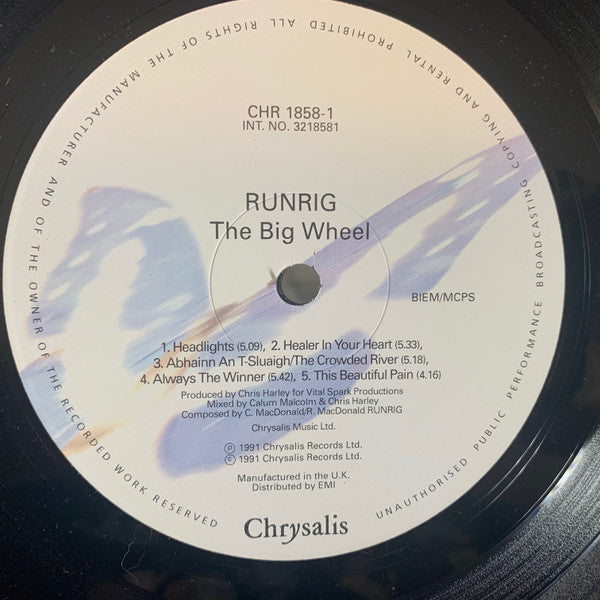 CHR 1858-1
INT. NO. 3218581
RUNRIG
The Big Wheel
BIEM/MCPS
1. Headlights (5.09), 2. Healer In Your Heart (5.33),
3. Abhainn An T-Sluaigh/The Crowded River (5.18),
4. Always The Winner (5.42), 5. This Beautiful Pain (4.16)
Produced by Chris Harley for Vital Spark Productions
Mixed by Calum Malcolm & Chris Harley
Composed by C. MacDonald/R. MacDonald RUNRIG
Chrysalis Music Ltd.
℗ 1991 Chrysalis Records Ltd.
© 1991 Chrysalis Records Ltd.
Manufactured in the U.K.
Distributed by EMI
Chrysalis
ALL RIGHTS OF THE MANUFACTURER AND OF THE OWNER OF THE RECORDED WORK RESERVED
UNAUTHORISED PUBLIC PERFORMANCE BROADCASTING COPYING AND RENTAL PROHIBITED